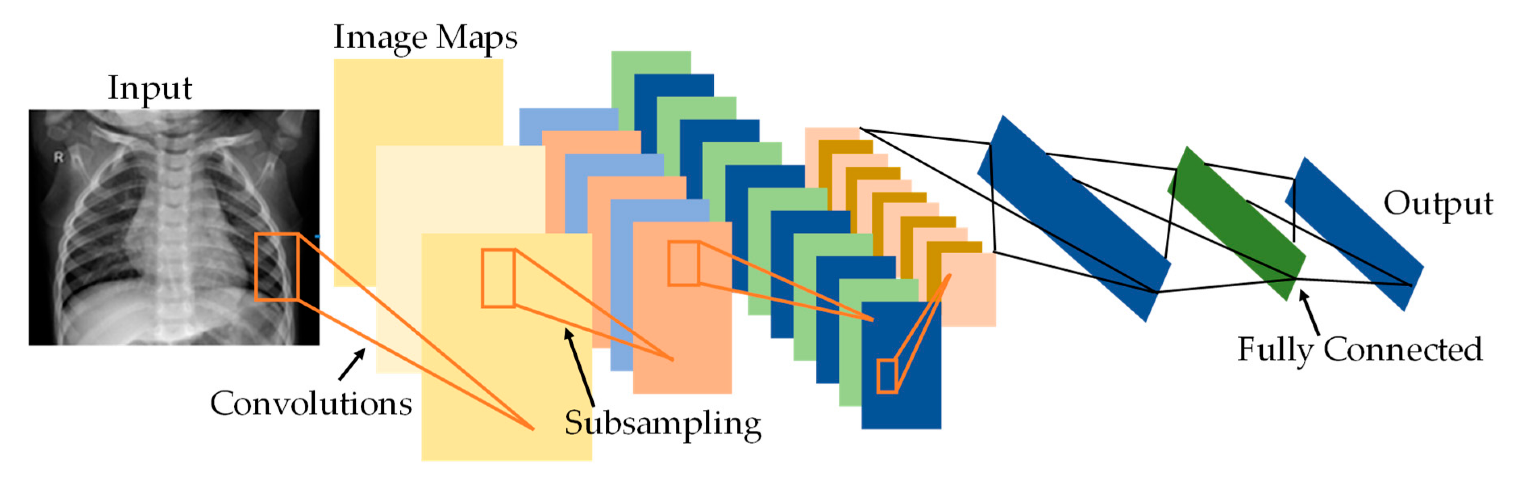 Image Maps
Input
R
Output
Fully Connected
Convolutions
Subsampling